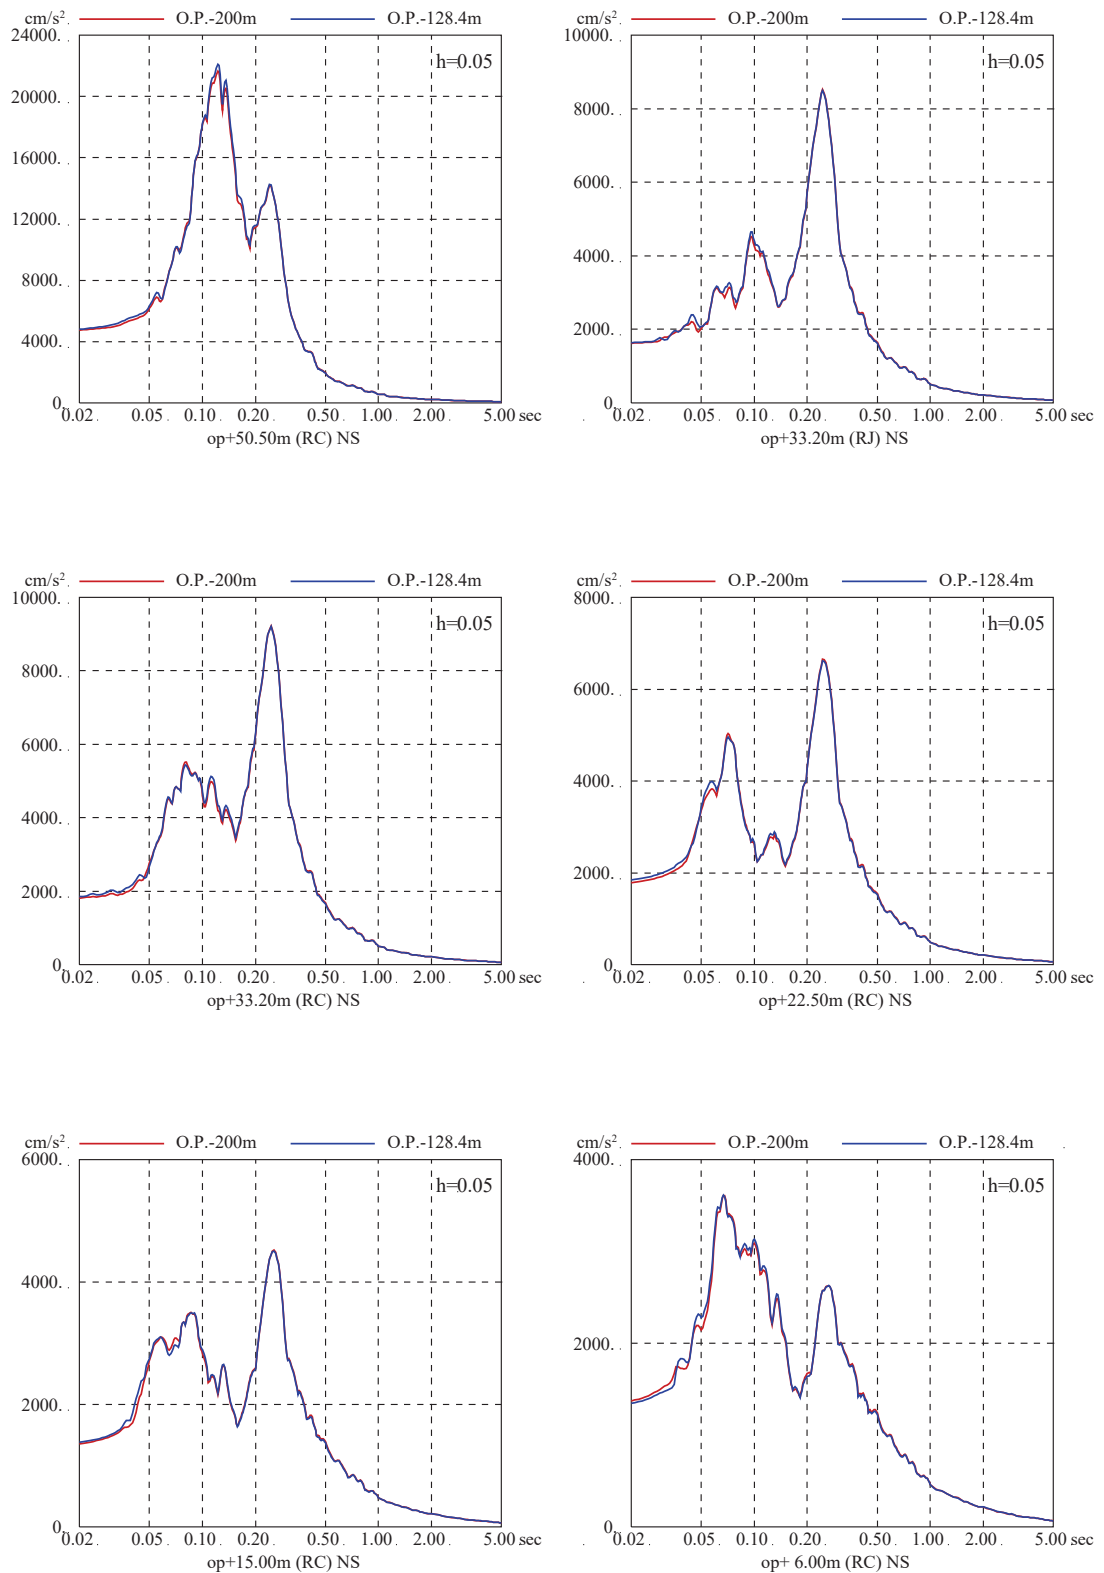 cm/s². O.P.-200m O.P.-128.4m
24000.
h=0.05
20000.
16000.
12000.
8000.
4000.
0.
0.02 0.05 0.10 0.20 0.50 1.00 2.00 5.00 sec
op+50.50m (RC) NS
cm/s². O.P.-200m O.P.-128.4m
10000.
h=0.05
8000.
6000.
4000.
2000.
0.
0.02 0.05 0.10 0.20 0.50 1.00 2.00 5.00 sec
op+33.20m (RJ) NS
cm/s². O.P.-200m O.P.-128.4m
10000.
h=0.05
8000.
6000.
4000.
2000.
0.
0.02 0.05 0.10 0.20 0.50 1.00 2.00 5.00 sec
op+33.20m (RC) NS
cm/s². O.P.-200m O.P.-128.4m
8000.
h=0.05
6000.
4000.
2000.
0.
0.02 0.05 0.10 0.20 0.50 1.00 2.00 5.00 sec
op+22.50m (RC) NS
cm/s². O.P.-200m O.P.-128.4m
6000.
h=0.05
4000.
2000.
0.
0.02 0.05 0.10 0.20 0.50 1.00 2.00 5.00 sec
op+15.00m (RC) NS
cm/s². O.P.-200m O.P.-128.4m
4000.
h=0.05
2000.
0.
0.02 0.05 0.10 0.20 0.50 1.00 2.00 5.00 sec
op+ 6.00m (RC) NS